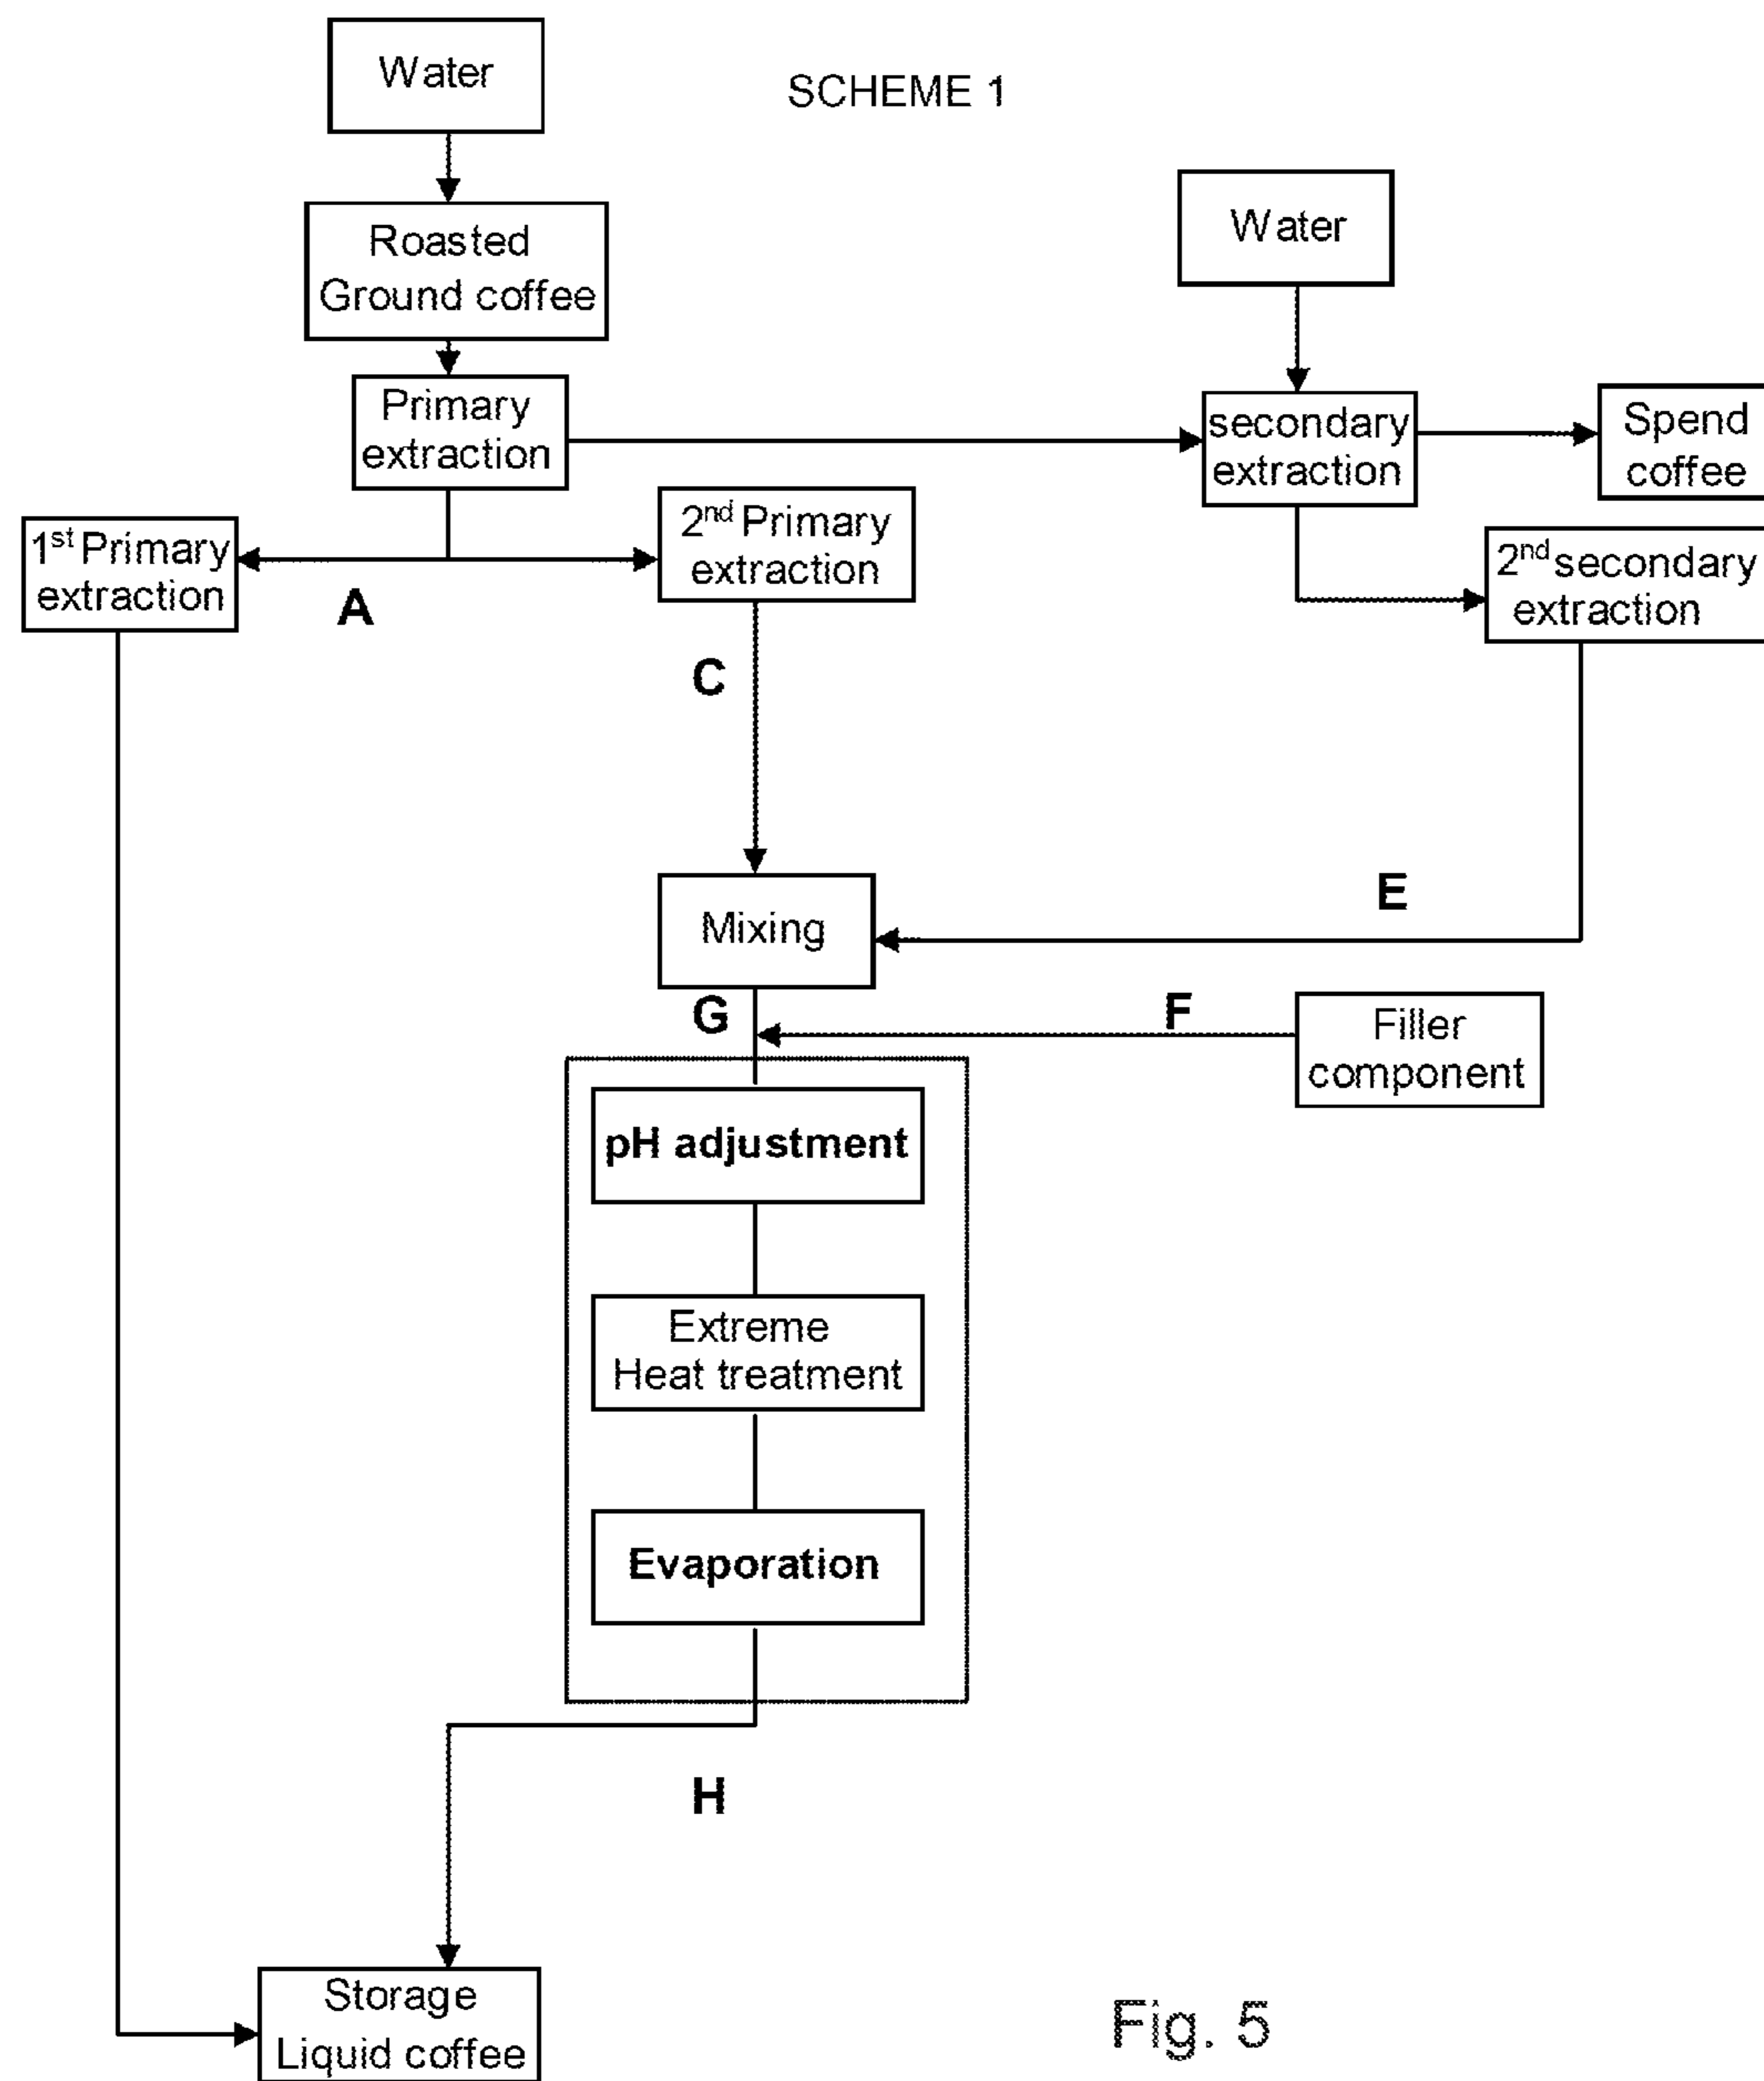 Water
SCHEME 1
Roasted
Ground coffee
Water
Primary
extraction
secondary
extraction
Spend
coffee
1st Primary
extraction
A
2nd Primary
extraction
2nd secondary
extraction
C
E
Mixing
G
F
Filler
component
pH adjustment
Extreme
Heat treatment
Evaporation
H
Storage
Liquid coffee
Fig. 5